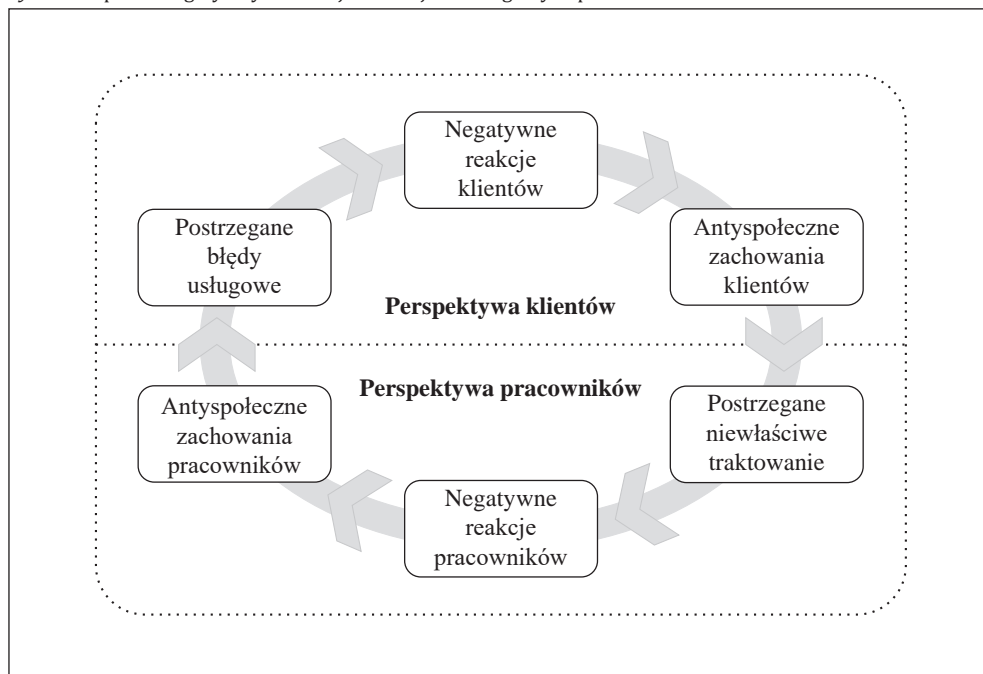 Negatywne
reakcje
klientów
Postrzegane
błędy
usługowe
Antyspołeczne
zachowania
klientów
Perspektywa klientów
Perspektywa pracowników
Antyspołeczne
zachowania
pracowników
Postrzegane
niewłaściwe
traktowanie
Negatywne
reakcje
pracowników